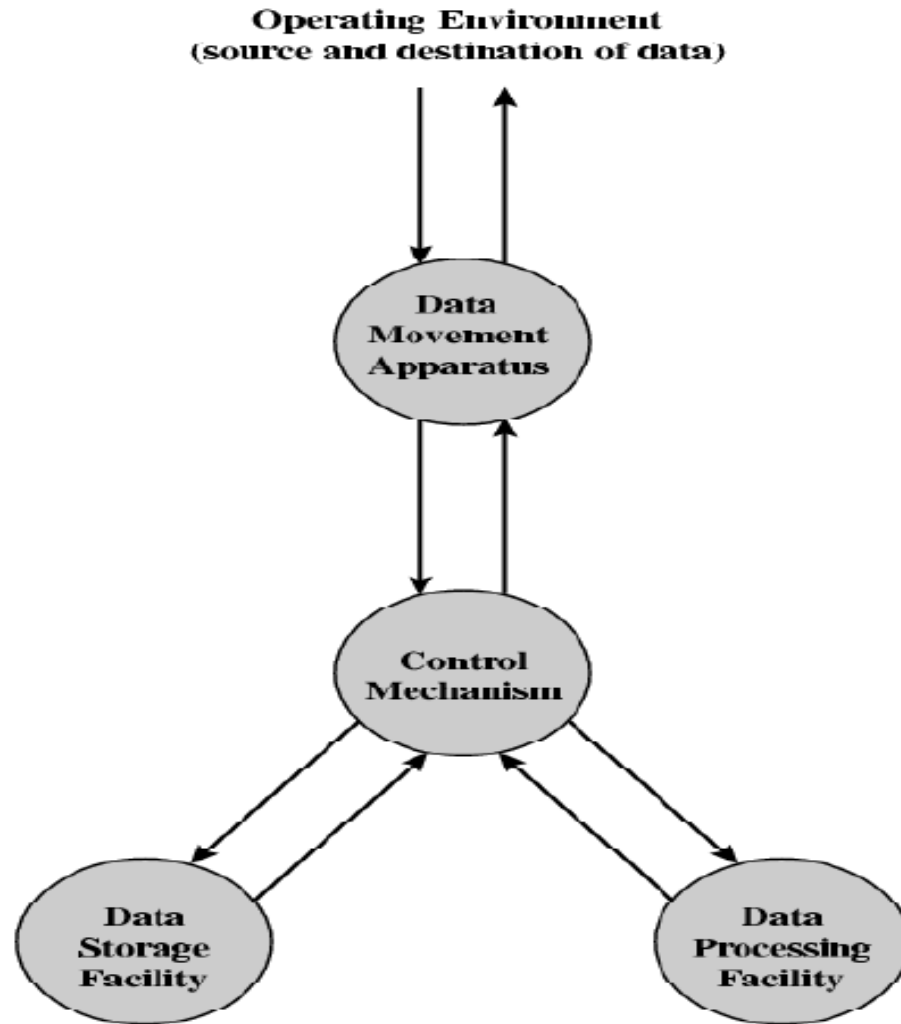 Operating Environment
(source and destination of data)
Data
Movement
Apparatus
Control
Mechanism
Data
Storage
Facility
Data
Processing
Facility